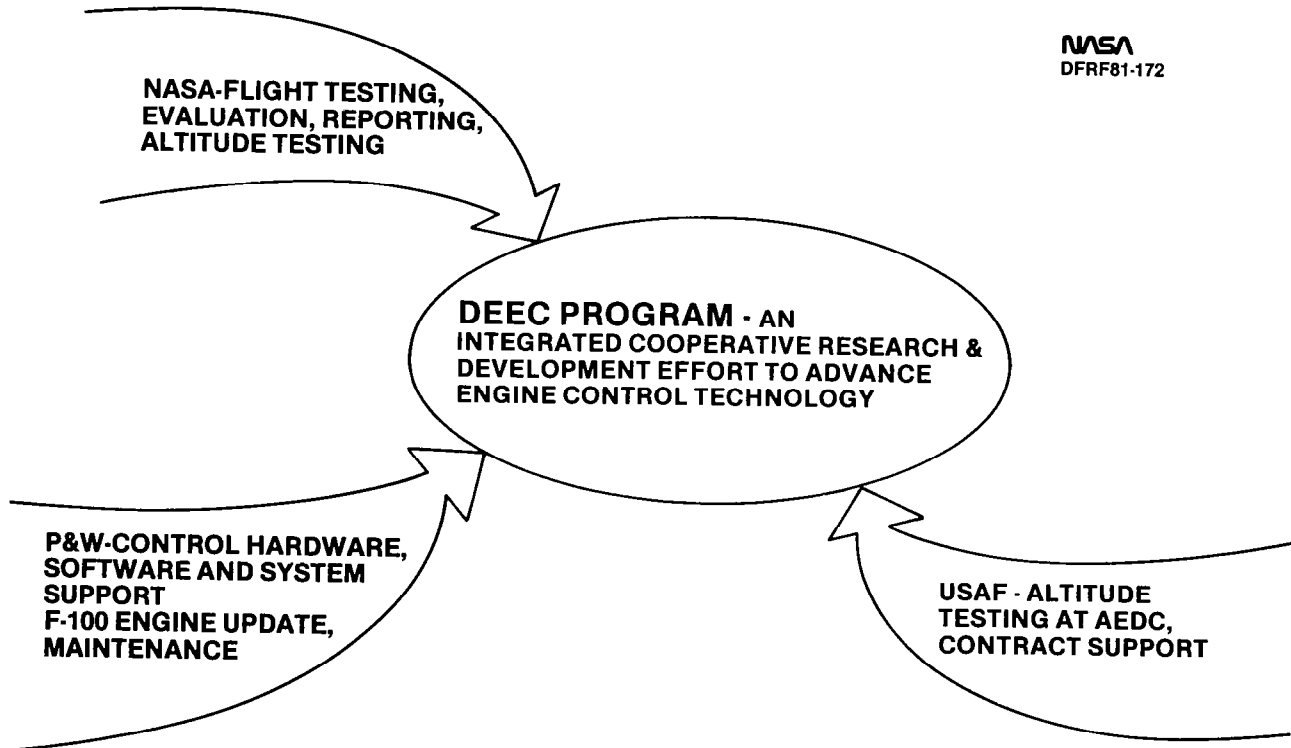 NASA
DFRF81-172
NASA-FLIGHT TESTING,
EVALUATION, REPORTING,
ALTITUDE TESTING
DEEC PROGRAM - AN
INTEGRATED COOPERATIVE RESEARCH &
DEVELOPMENT EFFORT TO ADVANCE
ENGINE CONTROL TECHNOLOGY
P&W-CONTROL HARDWARE,
SOFTWARE AND SYSTEM
SUPPORT
F-100 ENGINE UPDATE,
MAINTENANCE
USAF - ALTITUDE
TESTING AT AEDC,
CONTRACT SUPPORT